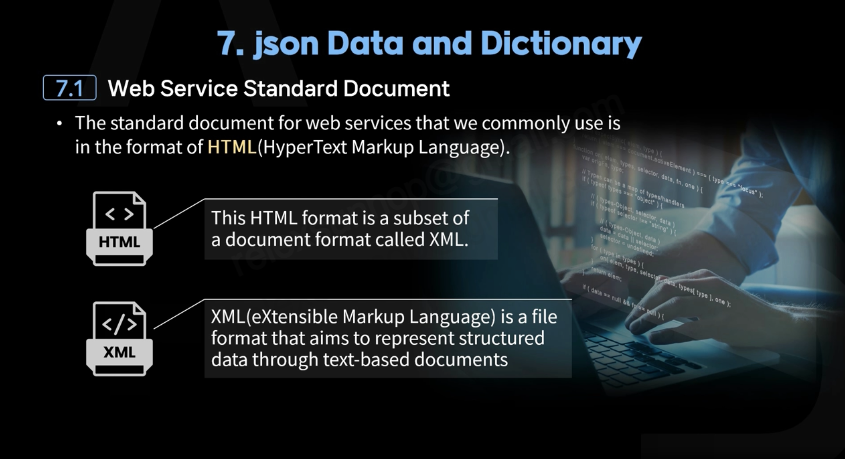 7. json Data and Dictionary
7.1 Web Service Standard Document
• The standard document for web services that we commonly use is
in the format of HTML(HyperText Markup Language).
< >
HTML
This HTML format is a subset of
a document format called XML.
</>
XML
XML(eXtensible Markup Language) is a file
format that aims to represent structured
data through text-based documents